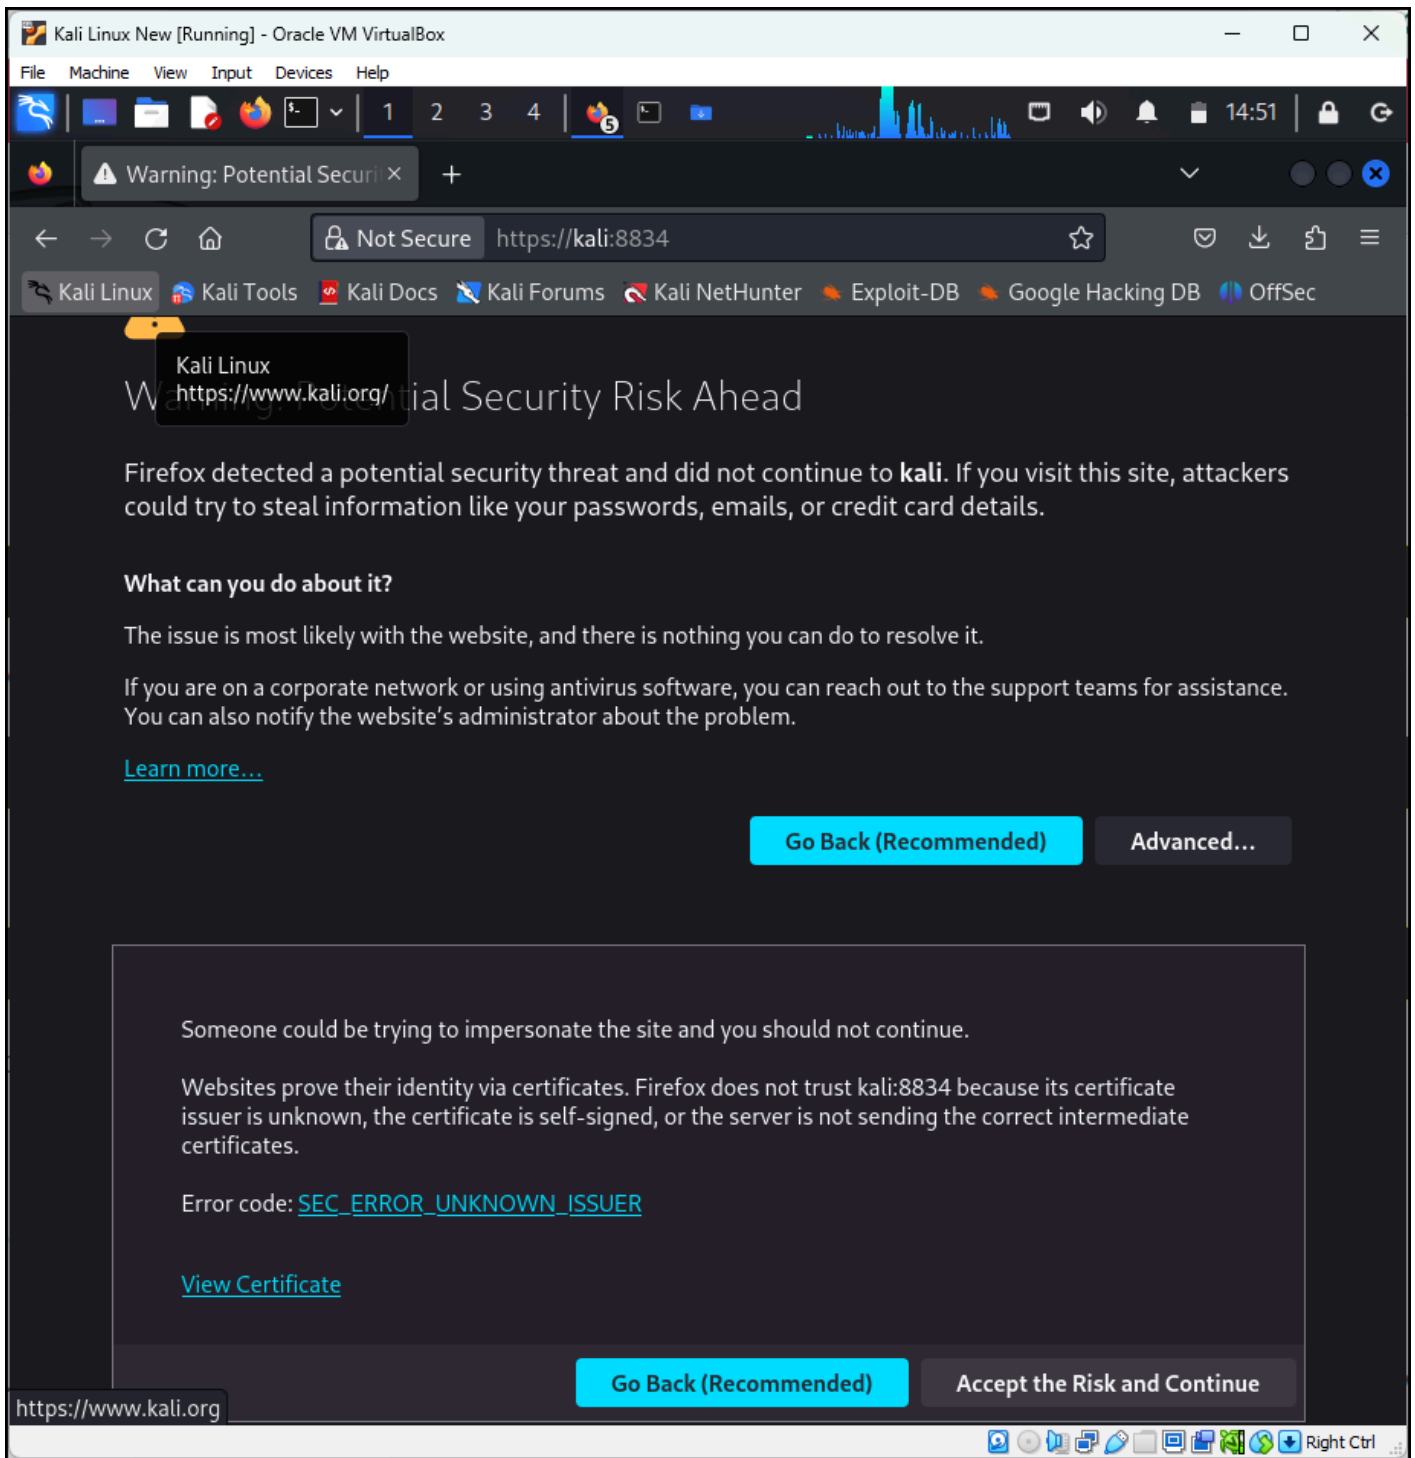 Kali Linux New [Running] - Oracle VM VirtualBox
File Machine View Input Devices Help
1 2 3 4 5 14:51
Warning: Potential Securi
Not Secure https://kali:8834
Kali Linux Kali Tools Kali Docs Kali Forums Kali NetHunter Exploit-DB Google Hacking DB OffSec
Kali Linux
https://www.kali.org/
Warning: Potential Security Risk Ahead
Firefox detected a potential security threat and did not continue to kali. If you visit this site, attackers
could try to steal information like your passwords, emails, or credit card details.
What can you do about it?
The issue is most likely with the website, and there is nothing you can do to resolve it.
If you are on a corporate network or using antivirus software, you can reach out to the support teams for assistance.
You can also notify the website's administrator about the problem.
Learn more…
Go Back (Recommended) Advanced…
Someone could be trying to impersonate the site and you should not continue.
Websites prove their identity via certificates. Firefox does not trust kali:8834 because its certificate
issuer is unknown, the certificate is self-signed, or the server is not sending the correct intermediate
certificates.
Error code: SEC_ERROR_UNKNOWN_ISSUER
View Certificate
Go Back (Recommended) Accept the Risk and Continue
https://www.kali.org
Right Ctrl